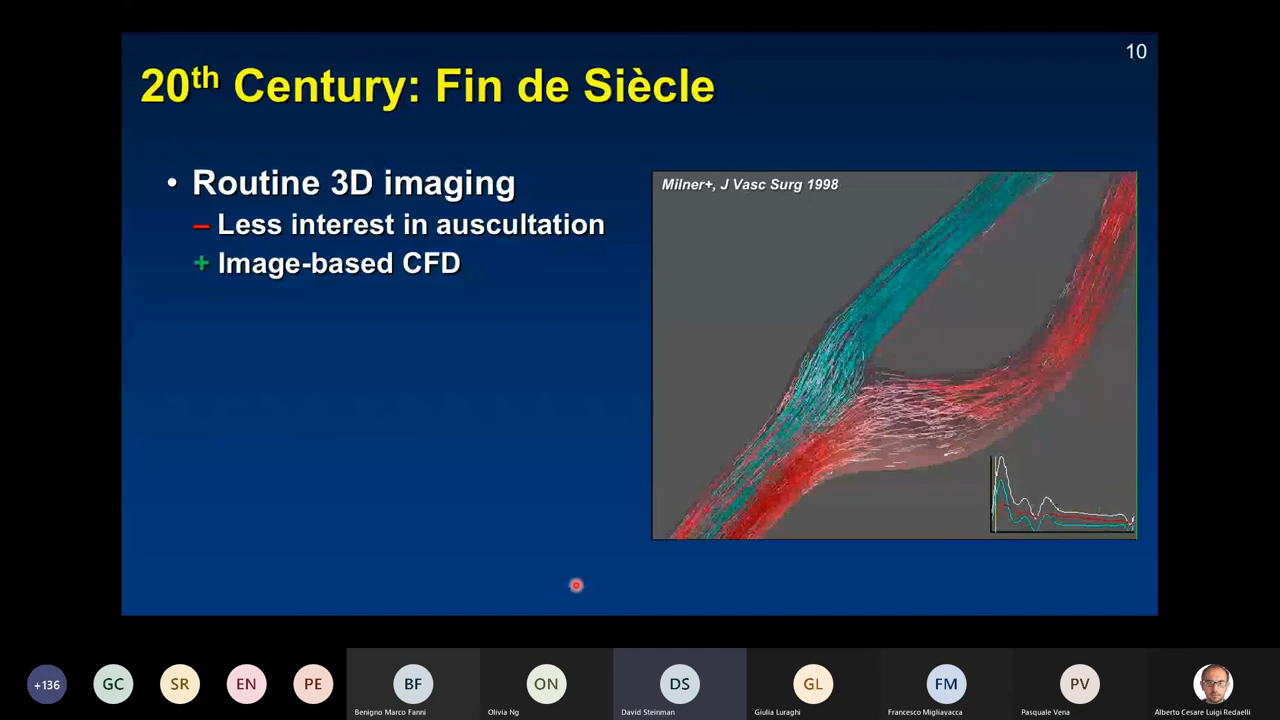 10
20th Century: Fin de Siècle
• Routine 3D imaging
– Less interest in auscultation
+ Image-based CFD
Milner+, J Vasc Surg 1998
+136
GC
SR
EN
PE
BF
ON
DS
GL
FM
PV
Benigno Marco Fanni
Olivia Ng
David Steinman
Giulia Luraghi
Francesco Migliavacca
Pasquale Vena
Alberto Cesare Luigi Redaelli